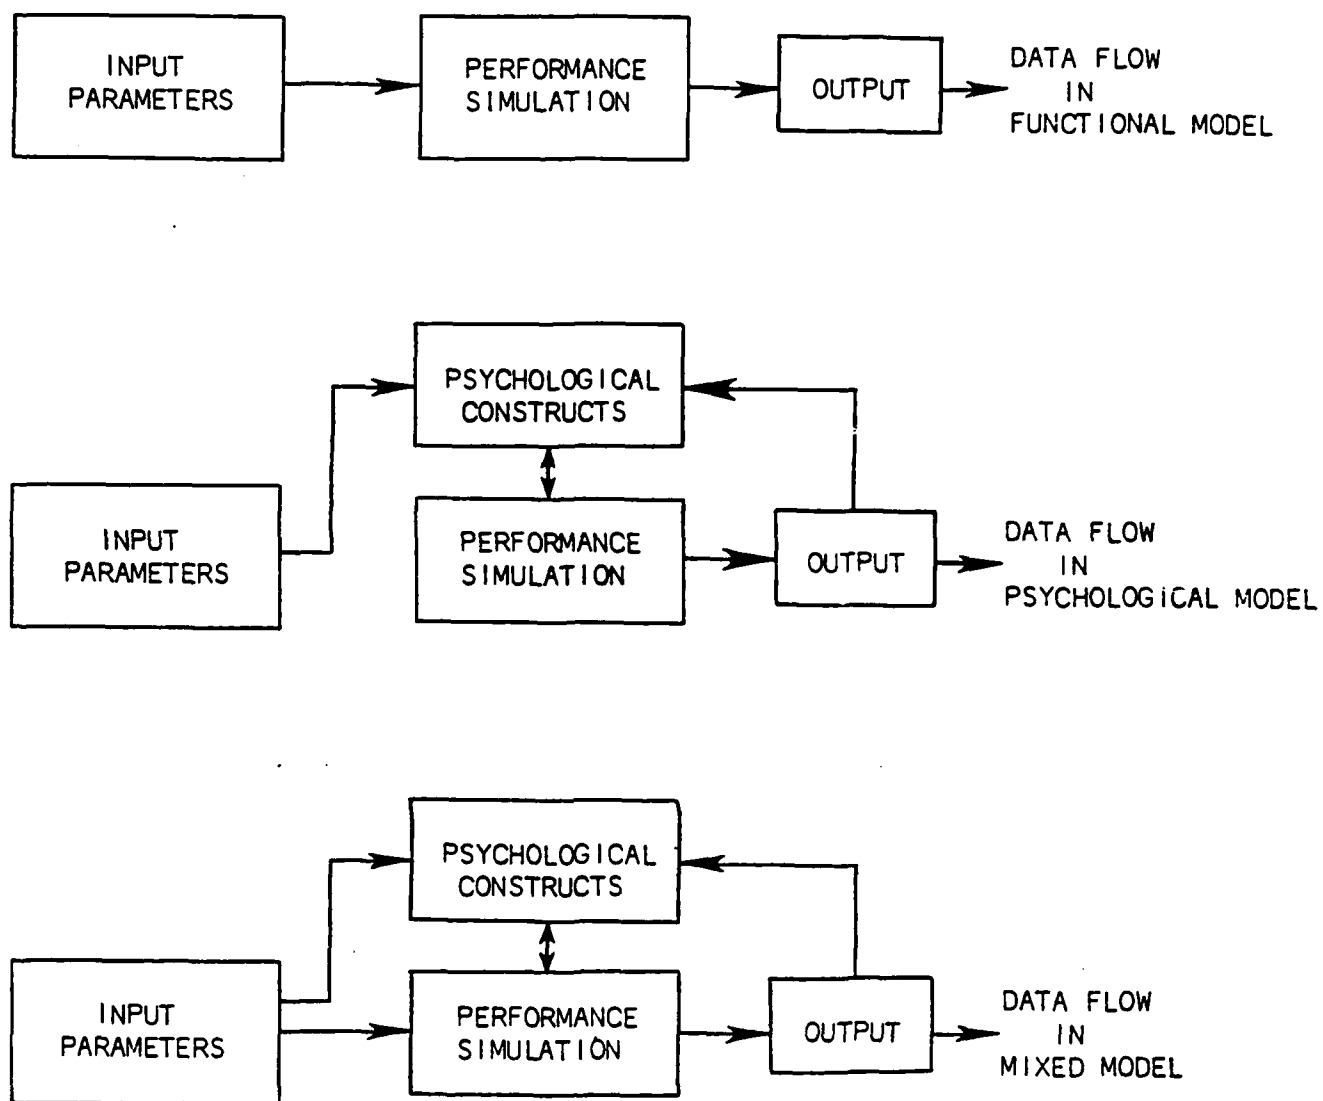 INPUT
PARAMETERS
PERFORMANCE
SIMULATION
OUTPUT
DATA FLOW
IN
FUNCTIONAL MODEL
PSYCHOLOGICAL
CONSTRUCTS
INPUT
PARAMETERS
PERFORMANCE
SIMULATION
OUTPUT
DATA FLOW
IN
PSYCHOLOGICAL MODEL
PSYCHOLOGICAL
CONSTRUCTS
INPUT
PARAMETERS
PERFORMANCE
SIMULATION
OUTPUT
DATA FLOW
IN
MIXED MODEL